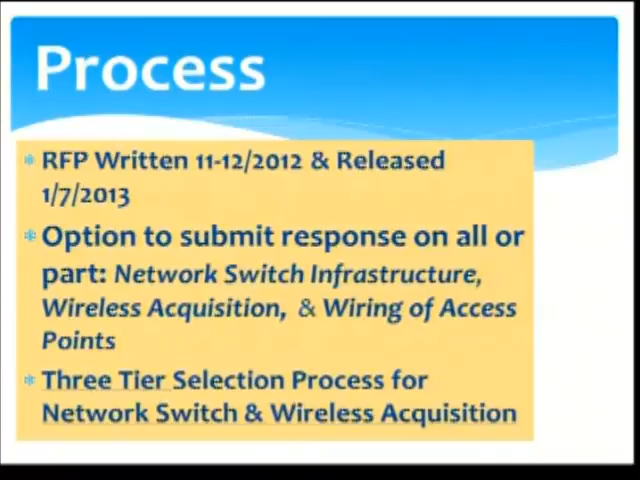 Process
* RFP Written 11-12/2012 & Released
1/7/2013
* Option to submit response on all or
part: Network Switch Infrastructure,
Wireless Acquisition, & Wiring of Access
Points
* Three Tier Selection Process for
Network Switch & Wireless Acquisition